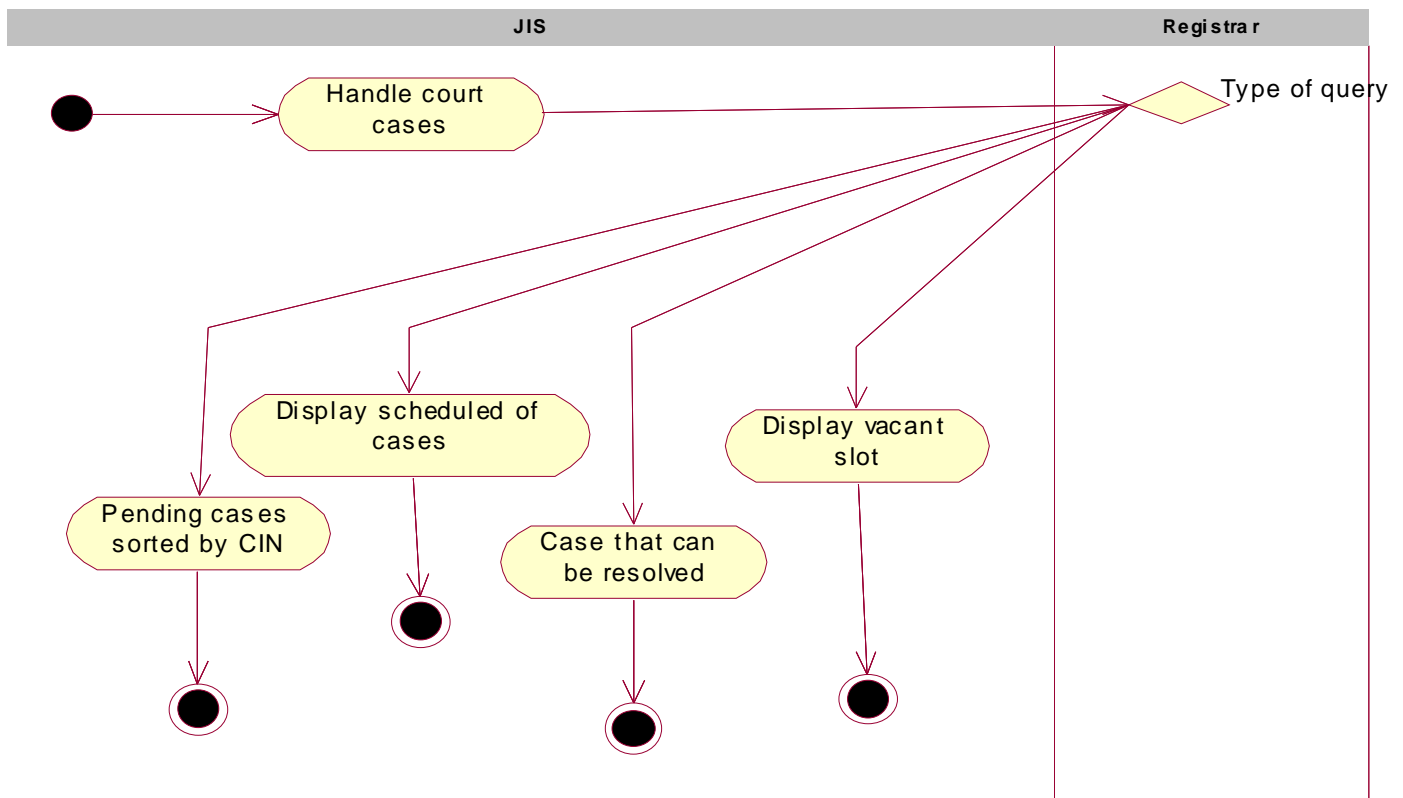 JIS
Registrar
Handle court
cases
Type of query
Display scheduled of
cases
Display vacant
slot
Pending cases
sorted by CIN
Case that can
be resolved